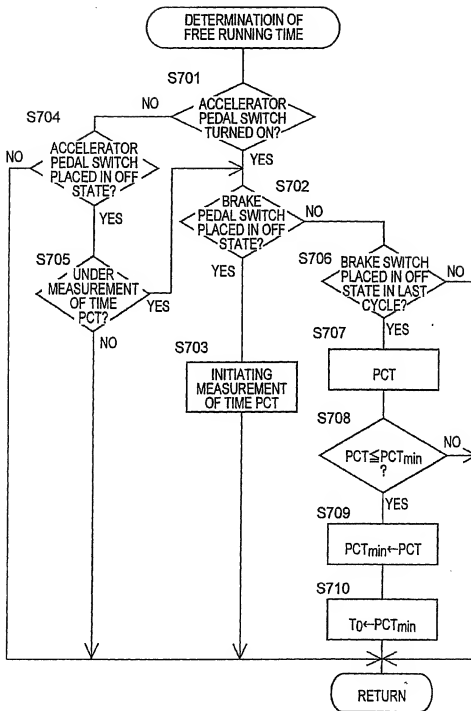 DETERMINATIOIN OF
FREE RUNNING TIME
S701
ACCELERATOR
PEDAL SWITCH
TURNED ON?
NO
YES
S704
ACCELERATOR
PEDAL SWITCH
PLACED IN OFF
STATE?
NO
YES
S702
BRAKE
PEDAL SWITCH
PLACED IN OFF
STATE?
NO
YES
S705
UNDER
MEASUREMENT
OF TIME
PCT?
YES
NO
S706
BRAKE SWITCH
PLACED IN OFF
STATE IN LAST
CYCLE?
NO
YES
S703
INITIATING
MEASUREMENT
OF TIME PCT
S707
PCT
S708
PCT≦PCTmin
?
NO
YES
S709
PCTmin←PCT
S710
T0←PCTmin
RETURN